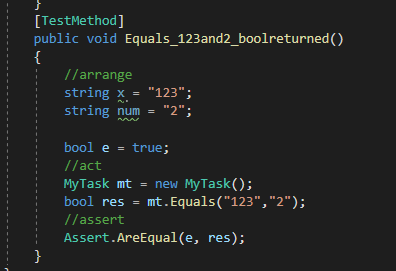 }
[TestMethod]
public void Equals_123and2_boolreturned()
{
//arrange
string x = "123";
string num = "2";
bool e = true;
//act
MyTask mt = new MyTask();
bool res = mt.Equals("123","2");
//assert
Assert.AreEqual(e, res);
}
}